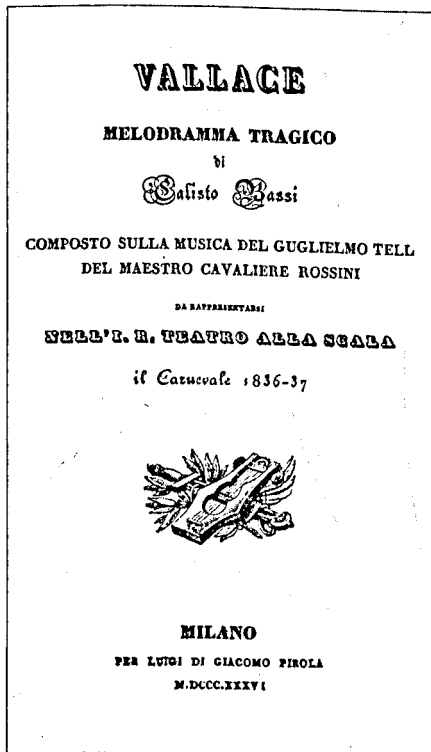 VALLACE
MELODRAMMA TRAGICO
di
Calisto Bassi
COMPOSTO SULLA MUSICA DEL GUGLIELMO TELL
DEL MAESTRO CAVALIERE ROSSINI
DA RAPPRESENTARSI
NELL'I. R. TEATRO ALLA SCALA
il Carnevale 1836-37
MILANO
PER LUIGI DI GIACOMO PIROLA
M.DCCC.XXXVI